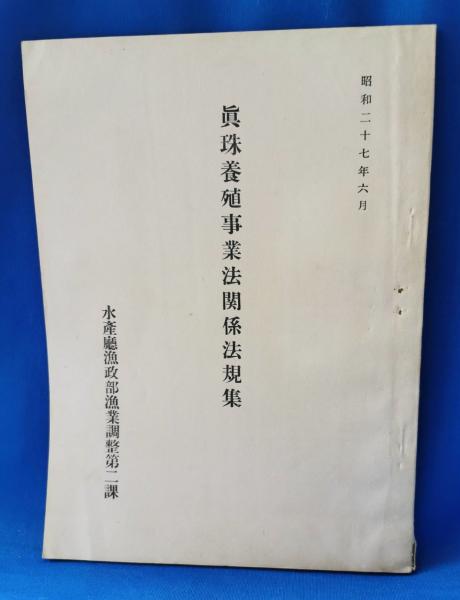 昭和二十七年六月
眞珠養殖事業法関係法規集
水產廳漁政部漁業調整第二課